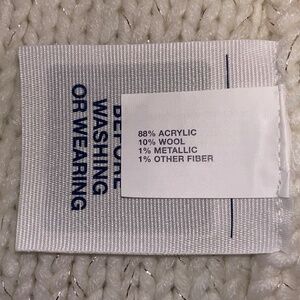 BEFORE
WASHING
OR WEARING
88% ACRYLIC
10% WOOL
1% METALLIC
1% OTHER FIBER